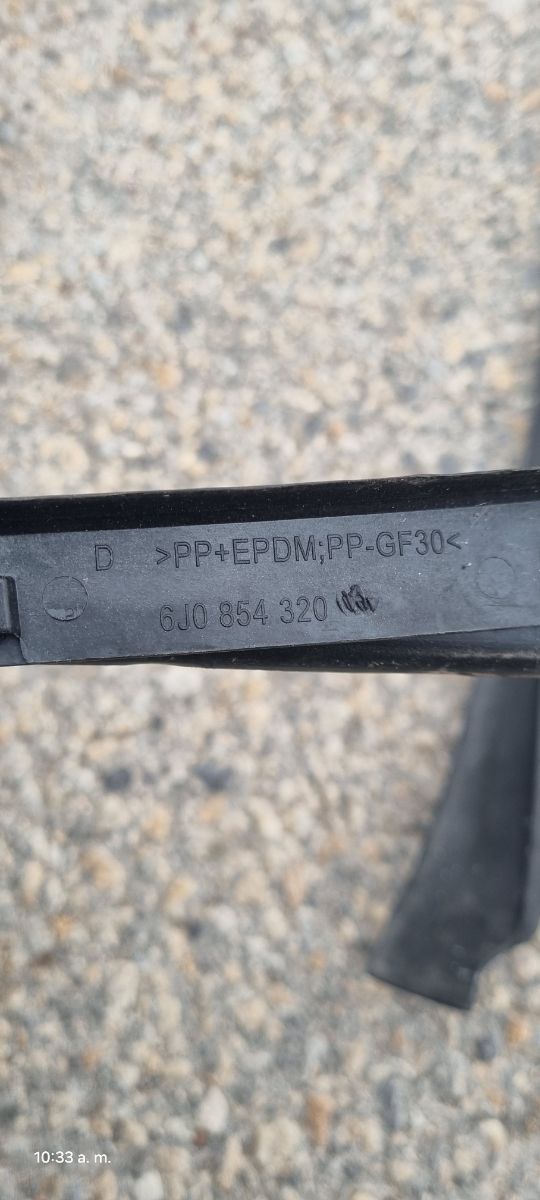 D >PP+EPDM;PP-GF30<
6J0 854 320
10:33 a. m.